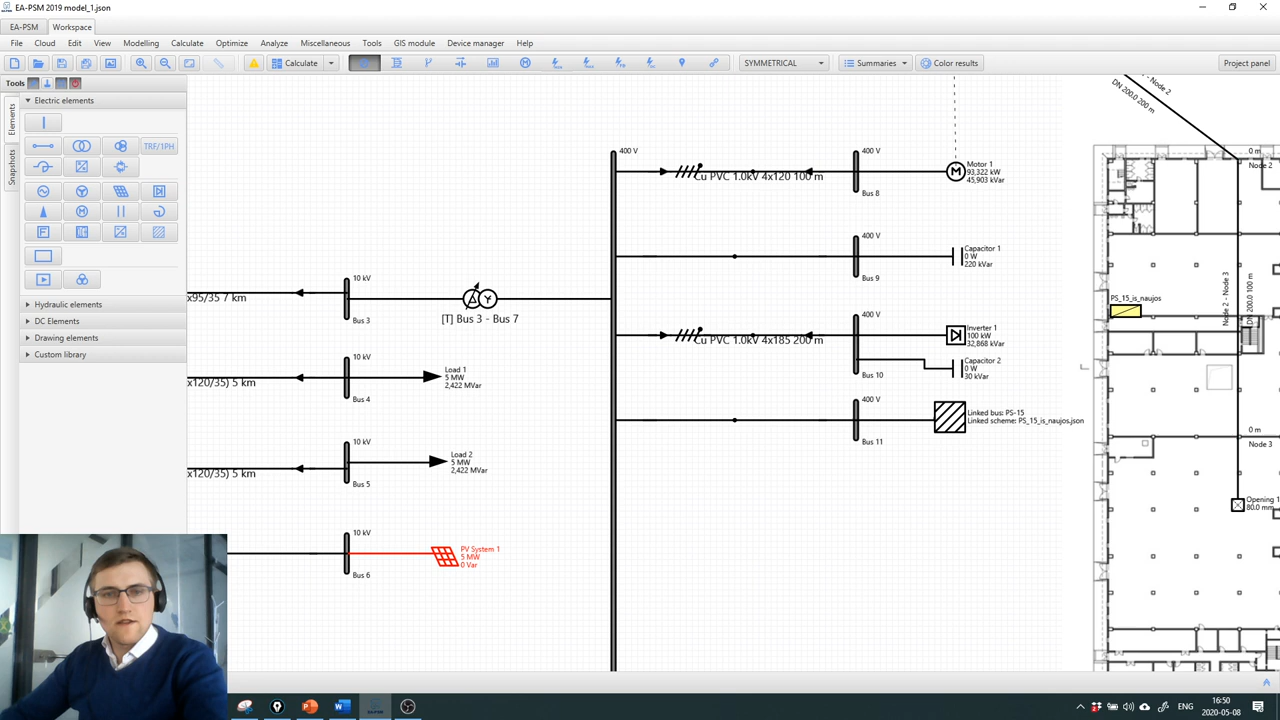 EA-PSM 2019 model_1.json
EA-PSM
Workspace
File
Cloud
Edit
View
Modelling
Calculate
Optimize
Analyze
Miscellaneous
Tools
GIS module
Device manager
Help
Calculate
SYMMETRICAL
Summaries
Color results
Project panel
Tools
Elements
Snapshots
Electric elements
TRF/1PH
Hydraulic elements
DC Elements
Drawing elements
Custom library
x95/35 7 km
10 kV
Bus 3
[T] Bus 3 - Bus 7
x120/35) 5 km
10 kV
Bus 4
Load 1
5 MW
2,422 MVar
x120/35) 5 km
10 kV
Bus 5
Load 2
5 MW
2,422 MVar
10 kV
Bus 6
PV System 1
5 MW
0 Var
400 V
Cu PVC 1.0kV 4x120 100 m
400 V
Bus 8
M
Motor 1
93,322 kW
45,903 kVar
400 V
Bus 9
Capacitor 1
0 W
220 kVar
Cu PVC 1.0kV 4x185 200 m
400 V
Bus 10
Inverter 1
100 kW
32,868 kVar
Capacitor 2
0 W
30 kVar
400 V
Bus 11
Linked bus: PS-15
Linked scheme: PS_15_is_naujos.json
- Node 2
DN 200.0 200 m
0 m
Node 2
PS_15_is_naujos
Node 2 - Node 3
DN 200.0 100 m
0 m
Node 3
Opening 1
80.0 mm
ENG
16:50
2020-05-08